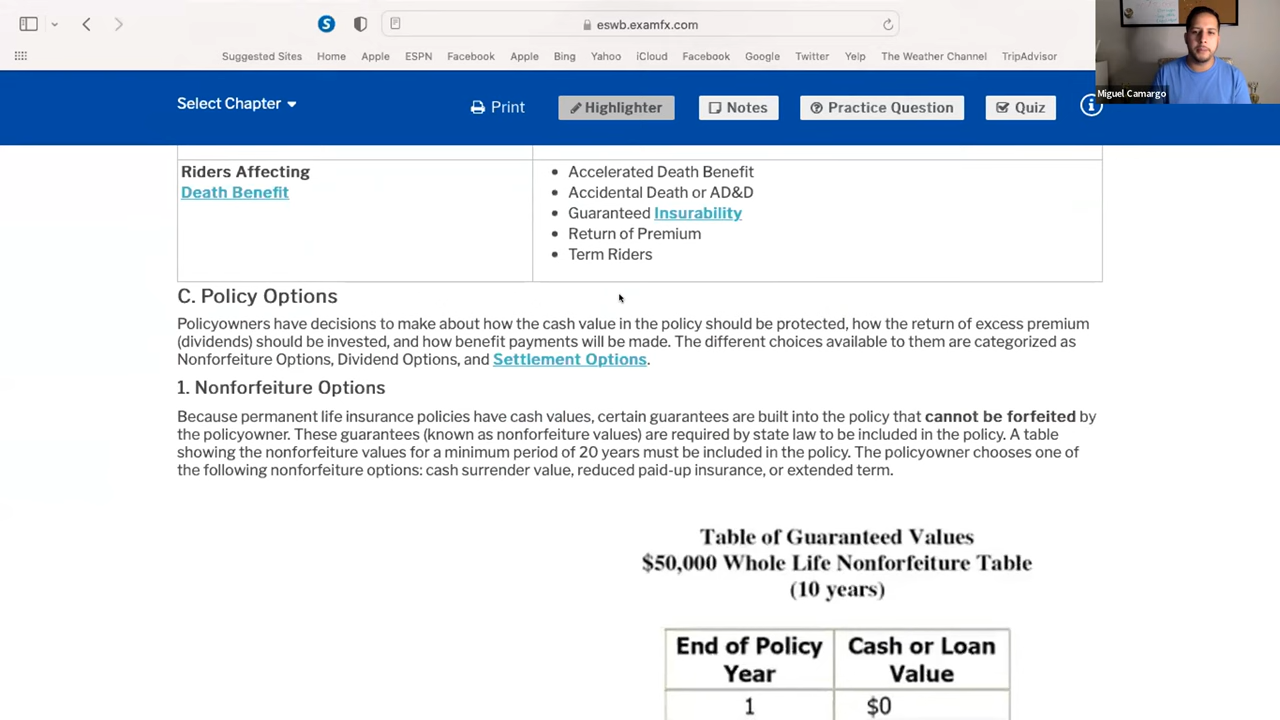 eswb.examfx.com
Suggested Sites Home Apple ESPN Facebook Apple Bing Yahoo iCloud Facebook Google Twitter Yelp The Weather Channel TripAdvisor
Miguel Camargo
Select Chapter Print Highlighter Notes Practice Question Quiz
Riders Affecting
Death Benefit
• Accelerated Death Benefit
• Accidental Death or AD&D
• Guaranteed Insurability
• Return of Premium
• Term Riders
C. Policy Options
Policyowners have decisions to make about how the cash value in the policy should be protected, how the return of excess premium
(dividends) should be invested, and how benefit payments will be made. The different choices available to them are categorized as
Nonforfeiture Options, Dividend Options, and Settlement Options.
1. Nonforfeiture Options
Because permanent life insurance policies have cash values, certain guarantees are built into the policy that cannot be forfeited by
the policyowner. These guarantees (known as nonforfeiture values) are required by state law to be included in the policy. A table
showing the nonforfeiture values for a minimum period of 20 years must be included in the policy. The policyowner chooses one of
the following nonforfeiture options: cash surrender value, reduced paid-up insurance, or extended term.
Table of Guaranteed Values
$50,000 Whole Life Nonforfeiture Table
(10 years)
End of Policy Year
Cash or Loan Value
1 $0